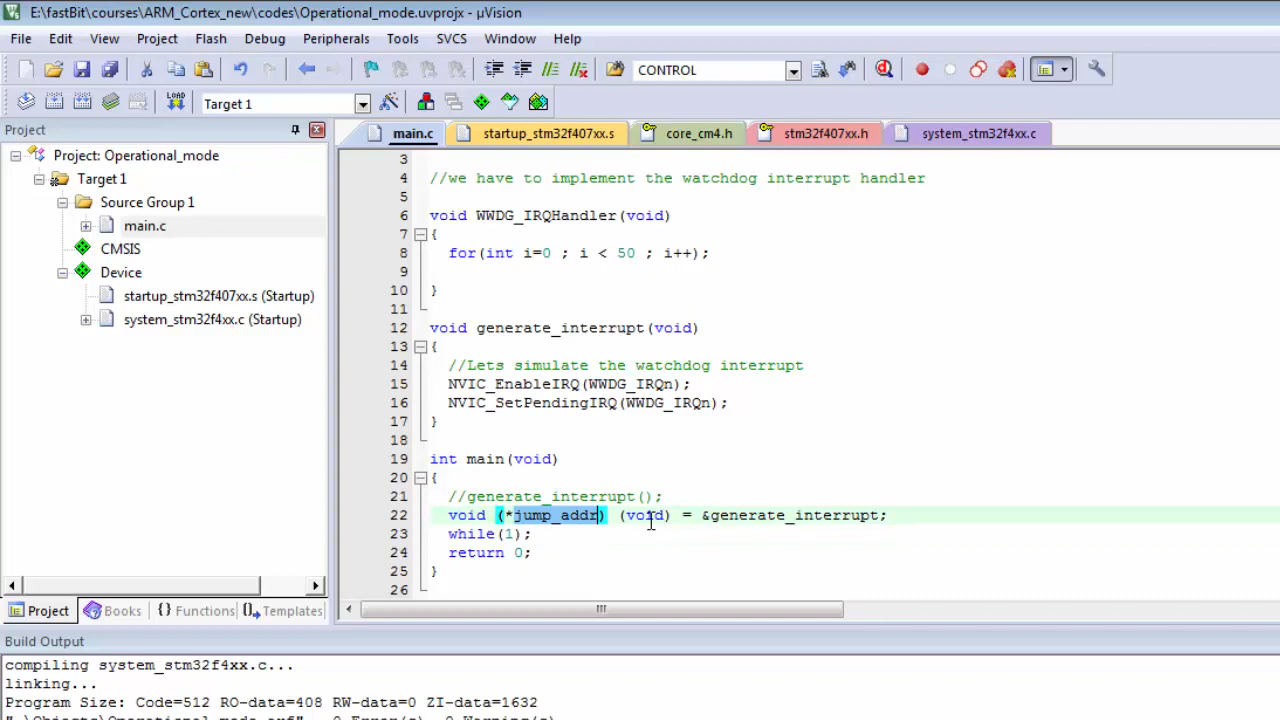 E:\fastBit\courses\ARM_Cortex_new\codes\Operational_mode.uvprojx - µVision
File Edit View Project Flash Debug Peripherals Tools SVCS Window Help
CONTROL
LOAD Target 1
Project
main.c startup_stm32f407xx.s core_cm4.h stm32f407xx.h system_stm32f4xx.c
Project: Operational_mode
Target 1
Source Group 1
main.c
CMSIS
Device
startup_stm32f407xx.s (Startup)
system_stm32f4xx.c (Startup)
3
4 //we have to implement the watchdog interrupt handler
5
6 void WWDG_IRQHandler(void)
7 {
8 for(int i=0 ; i < 50 ; i++);
9
10 }
11
12 void generate_interrupt(void)
13 {
14 //Lets simulate the watchdog interrupt
15 NVIC_EnableIRQ(WWDG_IRQn);
16 NVIC_SetPendingIRQ(WWDG_IRQn);
17 }
18
19 int main(void)
20 {
21 //generate_interrupt();
22 void (*jump_addr) (void) = &generate_interrupt;
23 while(1);
24 return 0;
25 }
26
Project Books {} Functions Templates
Build Output
compiling system_stm32f4xx.c...
linking...
Program Size: Code=512 RO-data=408 RW-data=0 ZI-data=1632